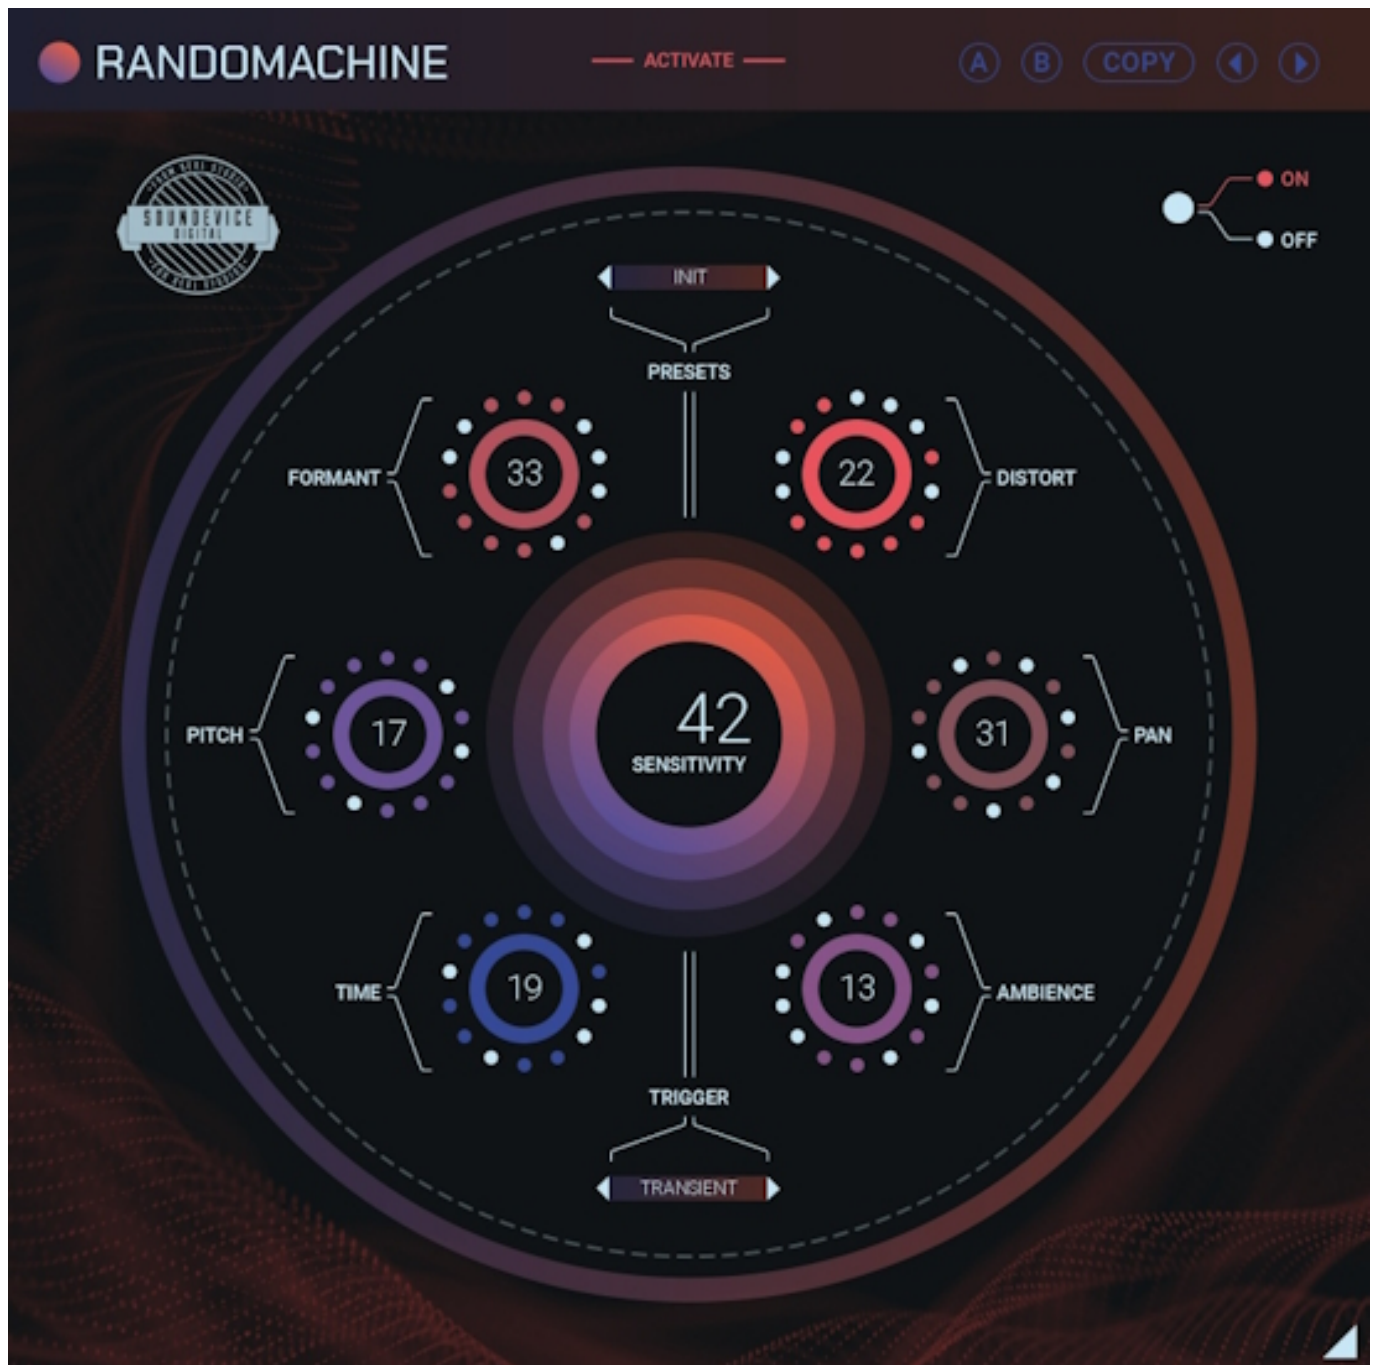 RANDOMACHINE
ACTIVATE
A B COPY
SOUNDEVICE
DIGITAL
ON
OFF
INIT
PRESETS
FORMANT
33
22
DISTORT
PITCH
17
42
SENSITIVITY
31
PAN
TIME
19
13
AMBIENCE
TRIGGER
TRANSIENT